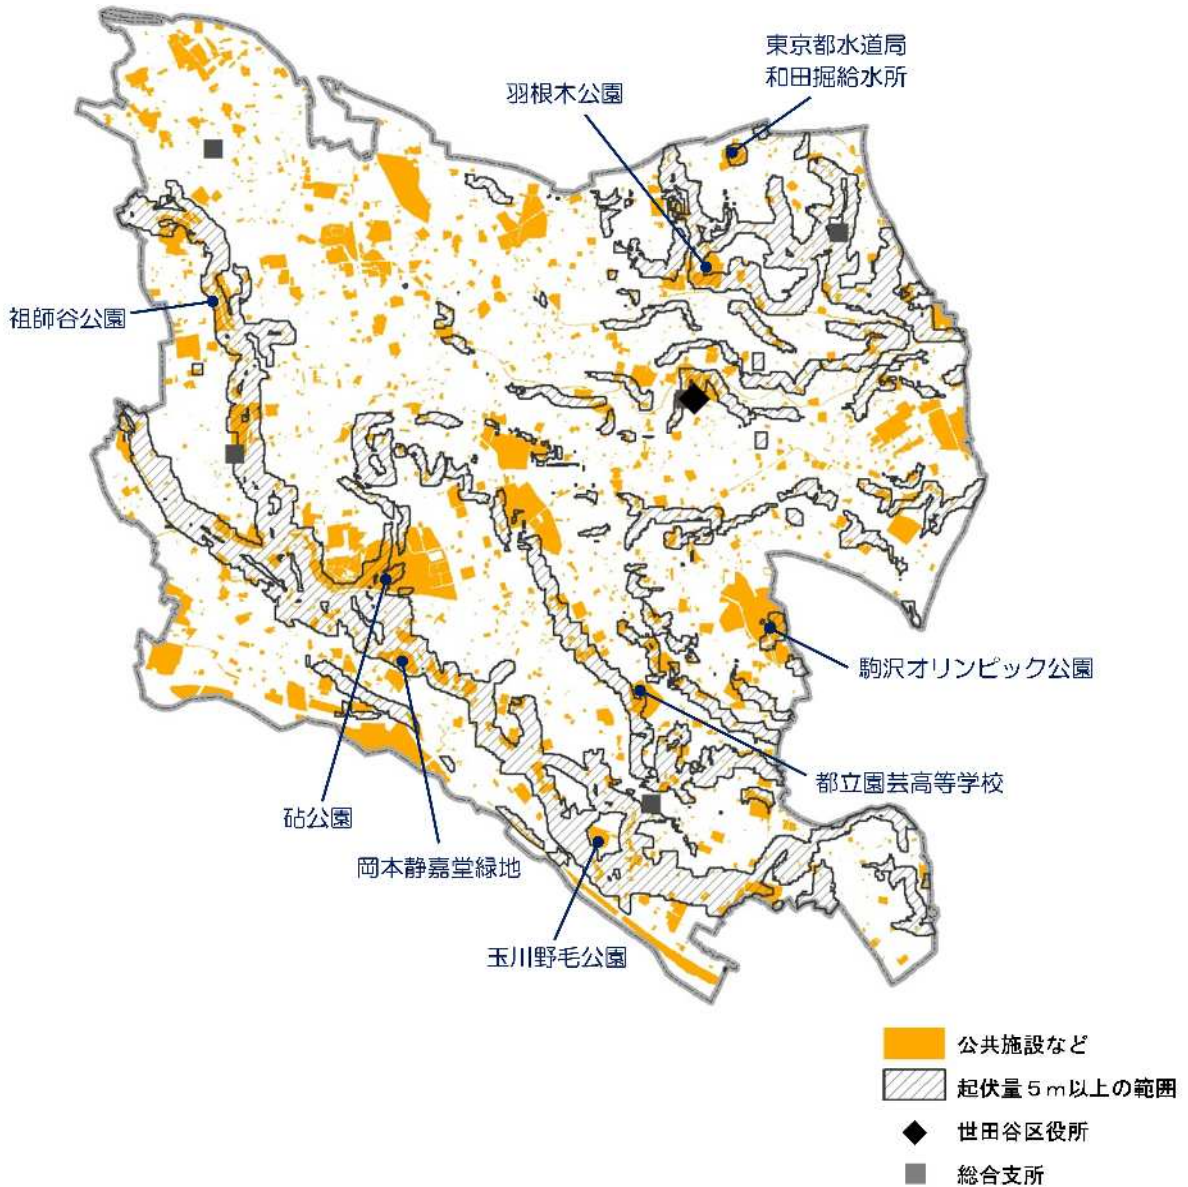 東京都水道局
和田掘給水所
羽根木公園
祖師谷公園
駒沢オリンピック公園
都立園芸高等学校
砧公園
岡本静嘉堂緑地
玉川野毛公園
公共施設など
起伏量5m以上の範囲
世田谷区役所
総合支所